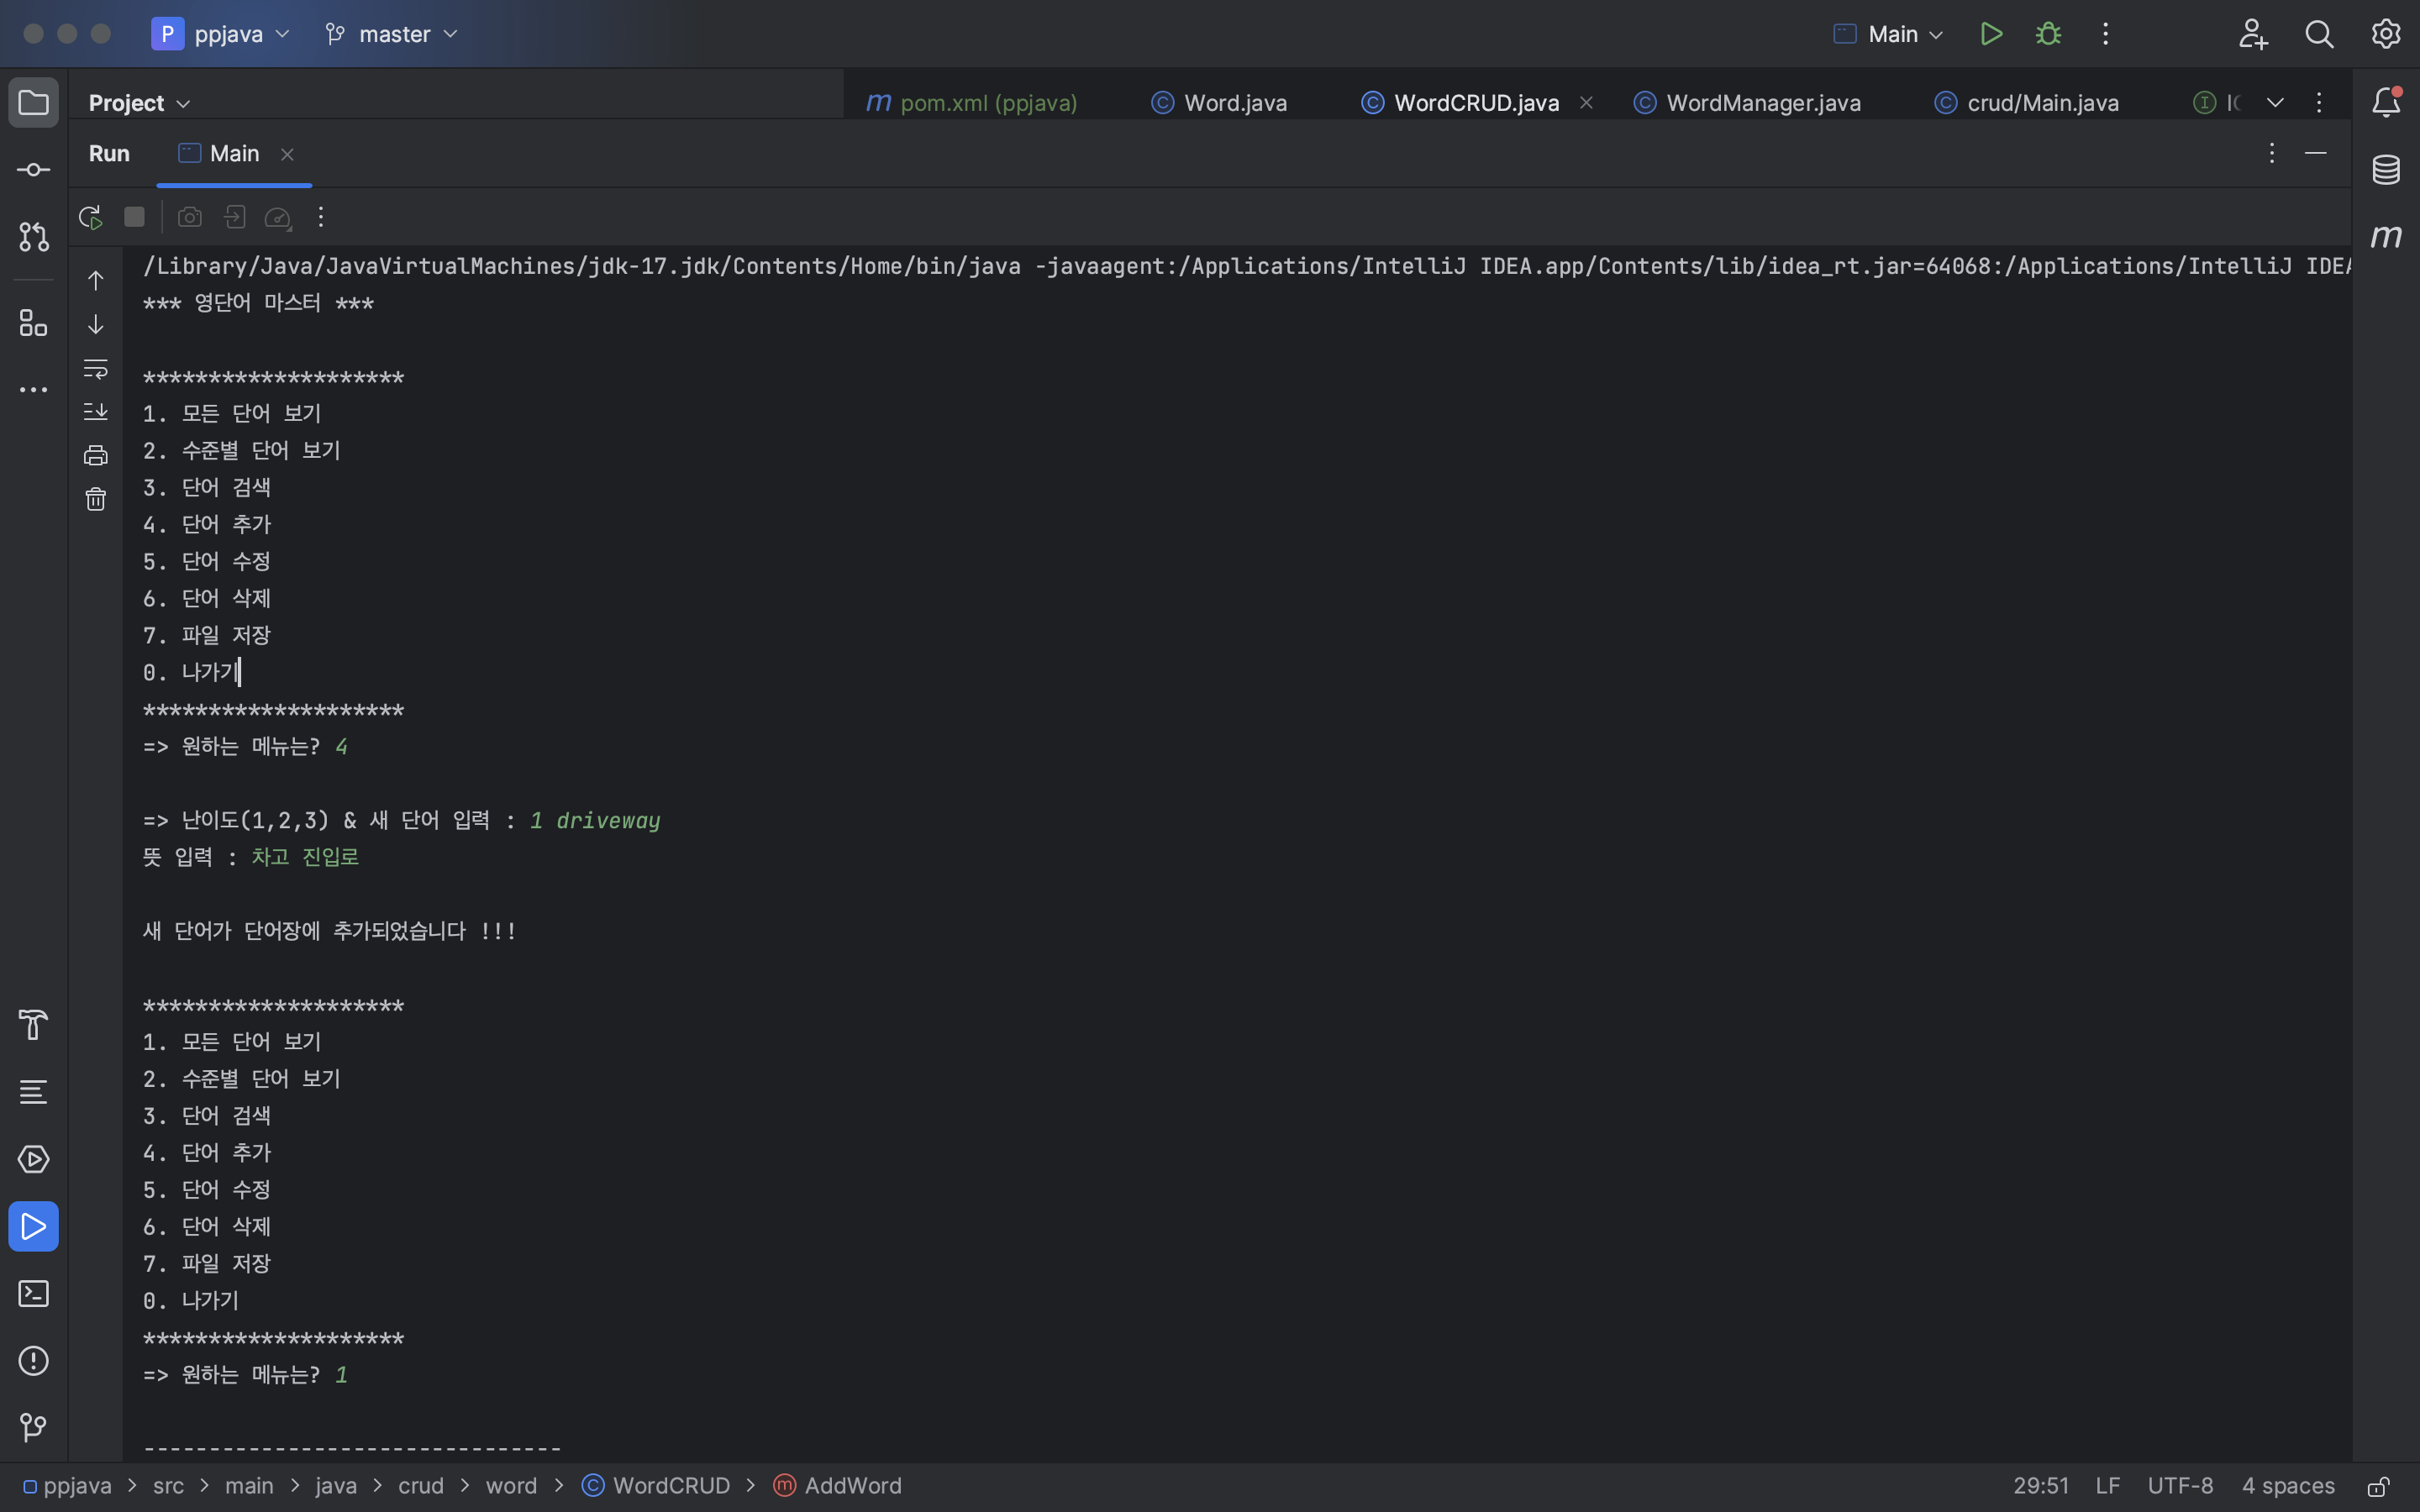 P ppjava master Main
Project
m pom.xml (ppjava) Word.java WordCRUD.java WordManager.java crud/Main.java
Run Main
/Library/Java/JavaVirtualMachines/jdk-17.jdk/Contents/Home/bin/java -javaagent:/Applications/IntelliJ IDEA.app/Contents/lib/idea_rt.jar=64068:/Applications/IntelliJ IDEA
*** 영단어 마스터 ***
********************
1. 모든 단어 보기
2. 수준별 단어 보기
3. 단어 검색
4. 단어 추가
5. 단어 수정
6. 단어 삭제
7. 파일 저장
0. 나가기
********************
=> 원하는 메뉴는? 4
=> 난이도(1,2,3) & 새 단어 입력 : 1 driveway
뜻 입력 : 차고 진입로
새 단어가 단어장에 추가되었습니다 !!!
********************
1. 모든 단어 보기
2. 수준별 단어 보기
3. 단어 검색
4. 단어 추가
5. 단어 수정
6. 단어 삭제
7. 파일 저장
0. 나가기
********************
=> 원하는 메뉴는? 1
--------------------------------
ppjava > src > main > java > crud > word > WordCRUD > AddWord
29:51 LF UTF-8 4 spaces